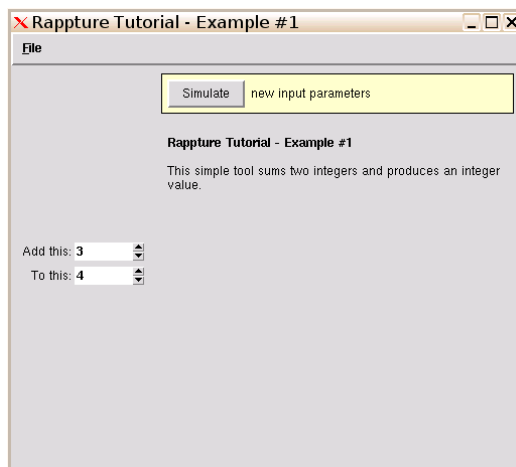 Rappture Tutorial - Example #1
File
Simulate new input parameters
Rappture Tutorial - Example #1
This simple tool sums two integers and produces an integer
value.
Add this: 3
To this: 4